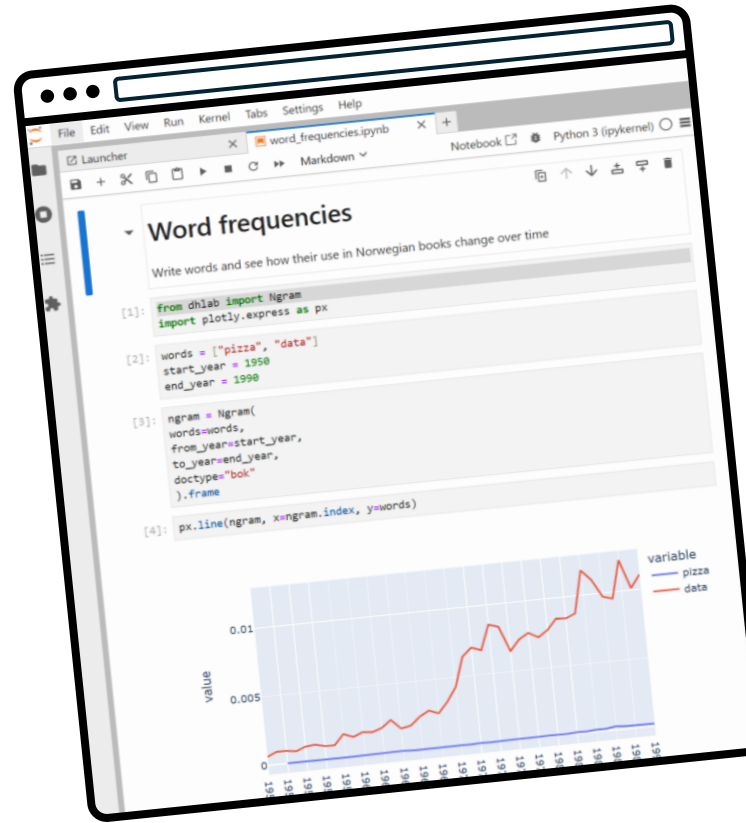 File Edit View Run Kernel Tabs Settings Help
Launcher
word_frequencies.ipynb
Markdown
Notebook
Python 3 (ipykernel)
Word frequencies
Write words and see how their use in Norwegian books change over time
[1]:
from dhlab import Ngram
import plotly.express as px
[2]:
words = ["pizza", "data"]
start_year = 1950
end_year = 1990
[3]:
ngram = Ngram(
words=words,
from_year=start_year,
to_year=end_year,
doctype="bok"
).frame
[4]:
px.line(ngram, x=ngram.index, y=words)
variable
pizza
data
value
0.01
0.005
0